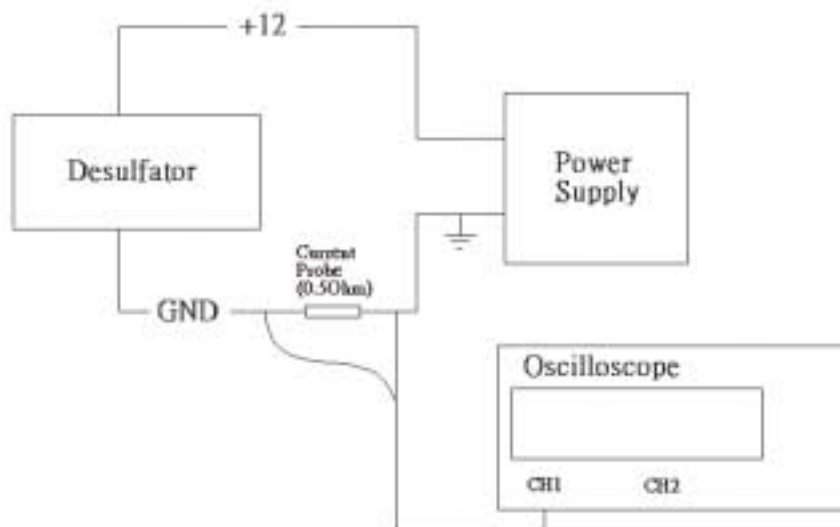 +12
Desulfator
Power
Supply
Current
Probe
(0.5Ohm)
GND
Oscilloscope
CH1
CH2